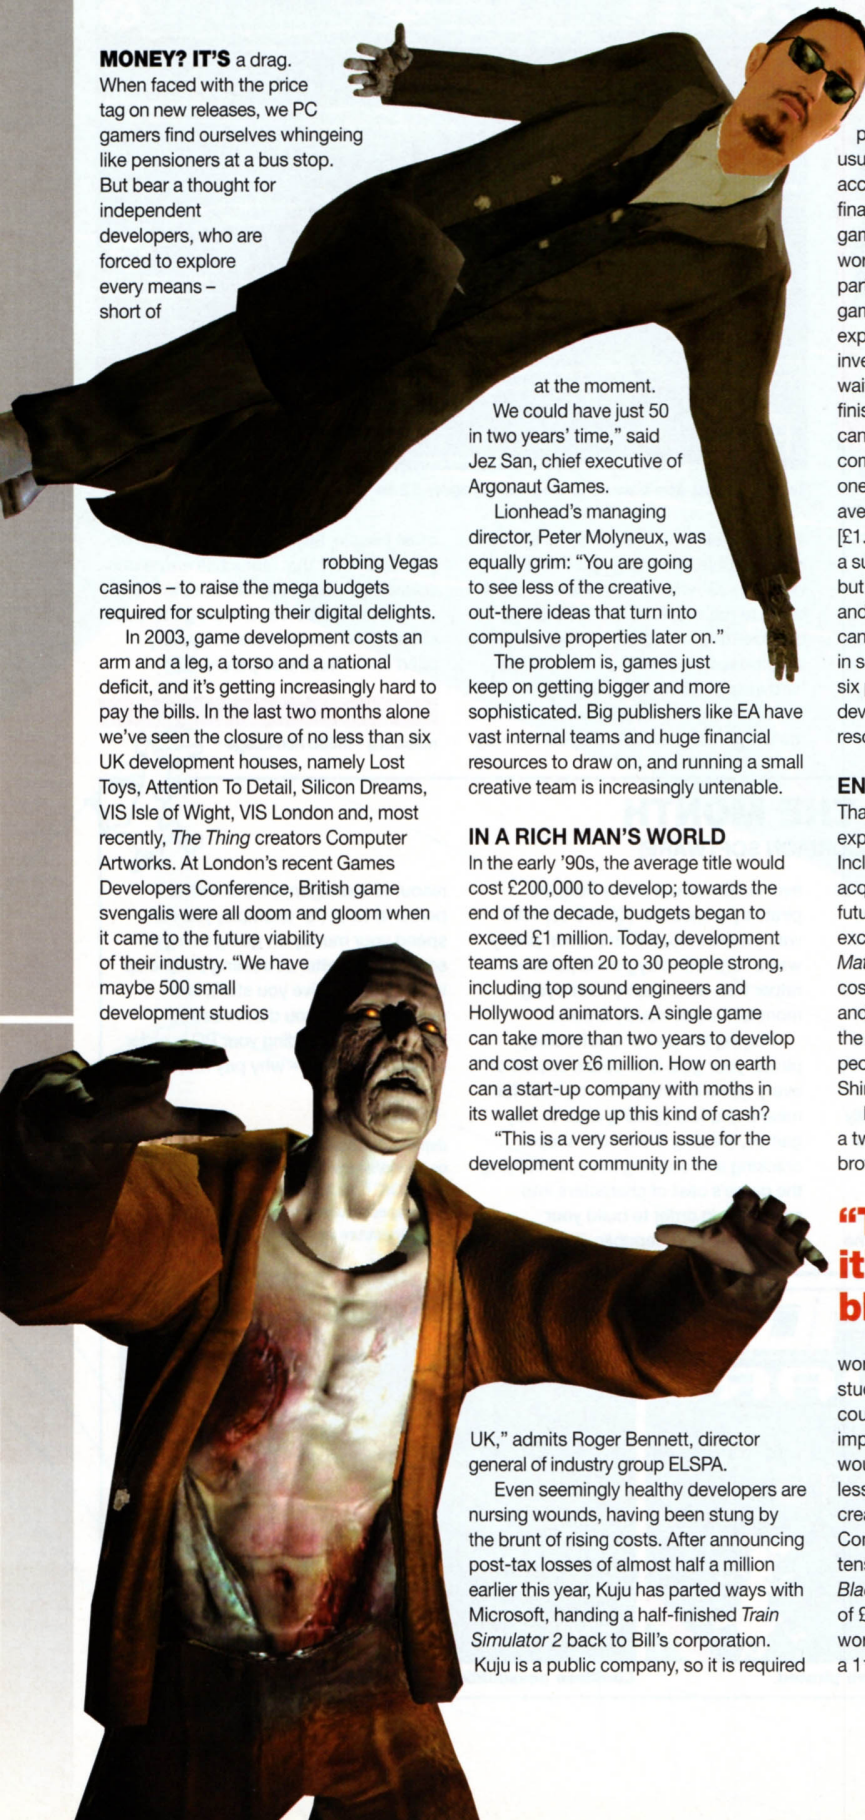 MONEY? IT'S a drag.
When faced with the price
tag on new releases, we PC
gamers find ourselves whingeing
like pensioners at a bus stop.
But bear a thought for
independent
developers, who are
forced to explore
every means –
short of
robbing Vegas
casinos – to raise the mega budgets
required for sculpting their digital delights.
In 2003, game development costs an
arm and a leg, a torso and a national
deficit, and it's getting increasingly hard to
pay the bills. In the last two months alone
we've seen the closure of no less than six
UK development houses, namely Lost
Toys, Attention To Detail, Silicon Dreams,
VIS Isle of Wight, VIS London and, most
recently, The Thing creators Computer
Artworks. At London's recent Games
Developers Conference, British game
svengalis were all doom and gloom when
it came to the future viability
of their industry. “We have
maybe 500 small
development studios
at the moment.
We could have just 50
in two years' time,” said
Jez San, chief executive of
Argonaut Games.
Lionhead's managing
director, Peter Molyneux, was
equally grim: “You are going
to see less of the creative,
out-there ideas that turn into
compulsive properties later on.”
The problem is, games just
keep on getting bigger and more
sophisticated. Big publishers like EA have
vast internal teams and huge financial
resources to draw on, and running a small
creative team is increasingly untenable.
IN A RICH MAN'S WORLD
In the early '90s, the average title would
cost £200,000 to develop; towards the
end of the decade, budgets began to
exceed £1 million. Today, development
teams are often 20 to 30 people strong,
including top sound engineers and
Hollywood animators. A single game
can take more than two years to develop
and cost over £6 million. How on earth
can a start-up company with moths in
its wallet dredge up this kind of cash?
“This is a very serious issue for the
development community in the
UK,” admits Roger Bennett, director
general of industry group ELSPA.
Even seemingly healthy developers are
nursing wounds, having been stung by
the brunt of rising costs. After announcing
post-tax losses of almost half a million
earlier this year, Kuju has parted ways with
Microsoft, handing a half-finished Train
Simulator 2 back to Bill's corporation.
Kuju is a public company, so it is required